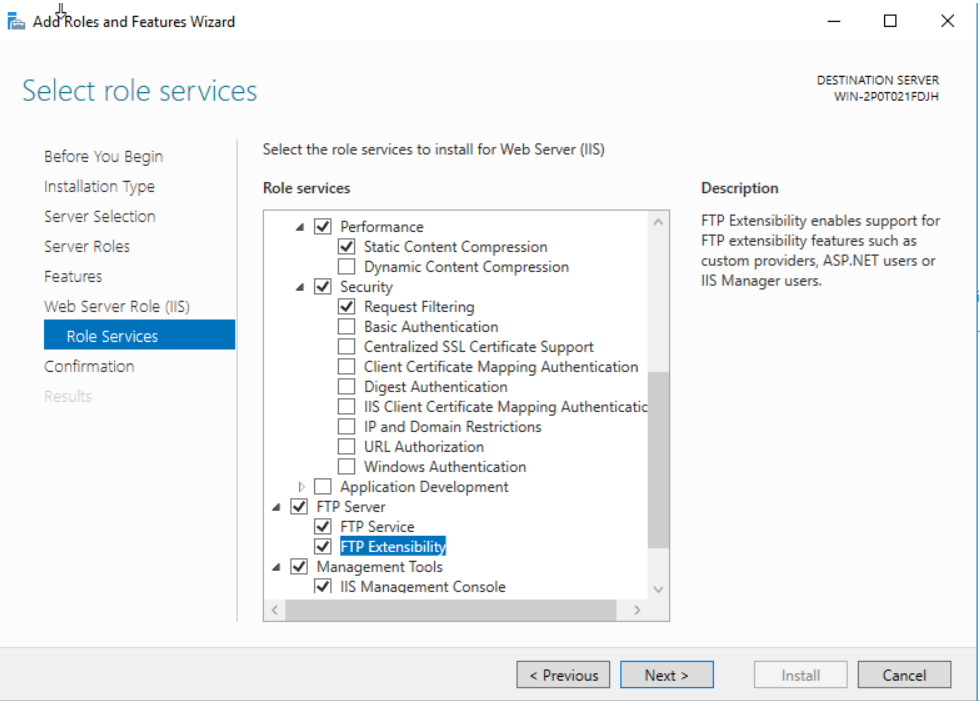 Add Roles and Features Wizard
Select role services
DESTINATION SERVER
WIN-2P0T021FDJH
Before You Begin
Installation Type
Server Selection
Server Roles
Features
Web Server Role (IIS)
Role Services
Confirmation
Results
Select the role services to install for Web Server (IIS)
Role services
Performance
Static Content Compression
Dynamic Content Compression
Security
Request Filtering
Basic Authentication
Centralized SSL Certificate Support
Client Certificate Mapping Authentication
Digest Authentication
IIS Client Certificate Mapping Authenticatic
IP and Domain Restrictions
URL Authorization
Windows Authentication
Application Development
FTP Server
FTP Service
FTP Extensibility
Management Tools
IIS Management Console
Description
FTP Extensibility enables support for
FTP extensibility features such as
custom providers, ASP.NET users or
IIS Manager users.
< Previous
Next >
Install
Cancel